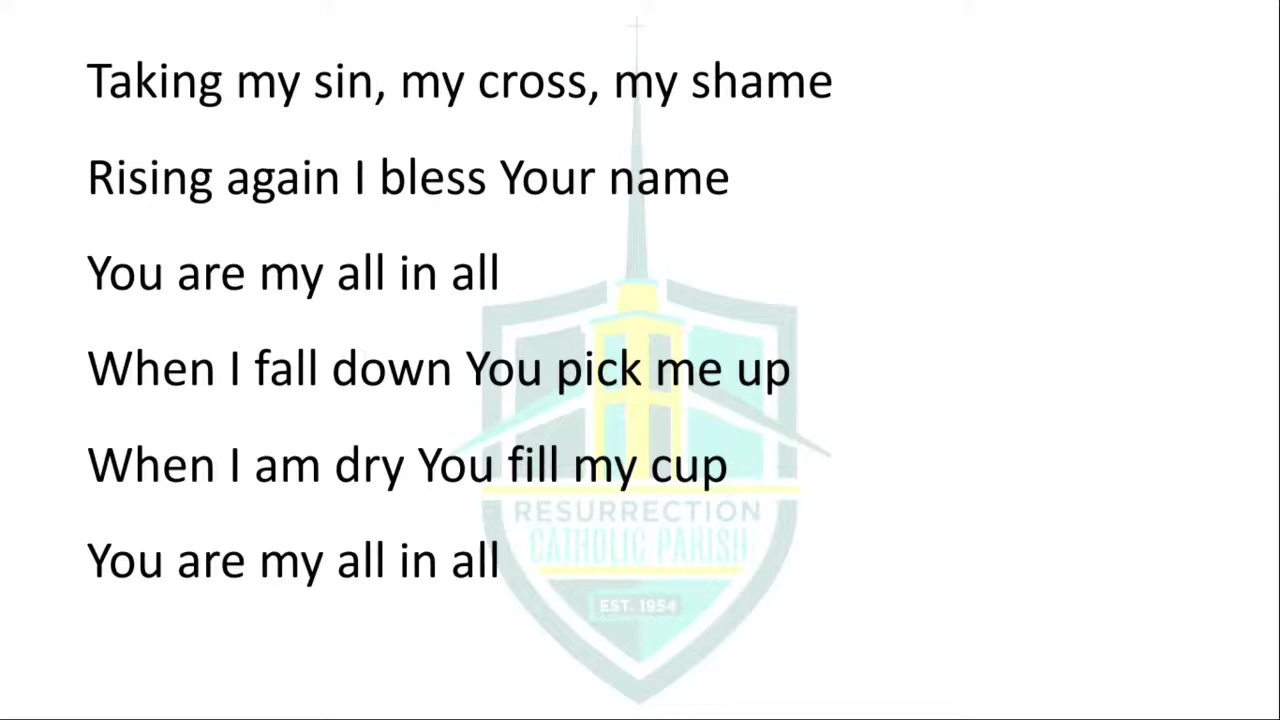 Taking my sin, my cross, my shame
Rising again I bless Your name
You are my all in all
When I fall down You pick me up
When I am dry You fill my cup
You are my all in all
RESURRECTION
CATHOLIC PARISH
EST. 1954